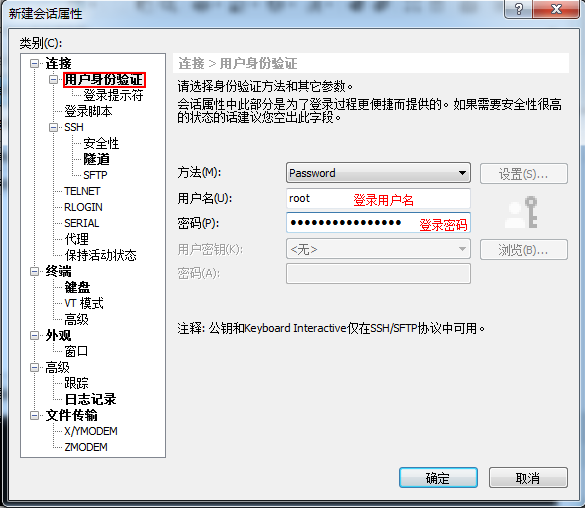 新建会话属性
类别(C):
连接
用户身份验证
登录提示符
登录脚本
SSH
安全性
隧道
SFTP
TELNET
RLOGIN
SERIAL
代理
保持活动状态
终端
键盘
VT 模式
高级
外观
窗口
高级
跟踪
日志记录
文件传输
X/YMODEM
ZMODEM
连接 > 用户身份验证
请选择身份验证方法和其它参数。
会话属性中此部分是为了登录过程更便捷而提供的。如果需要安全性很高
的状态的话建议您空出此字段。
方法(M): Password 设置(S)...
用户名(U): root 登录用户名
密码(P): ●●●●●●●●●●●●●●●● 登录密码
用户密钥(K): <无> 浏览(B)...
密码(A):
注释: 公钥和Keyboard Interactive仅在SSH/SFTP协议中可用。
确定 取消